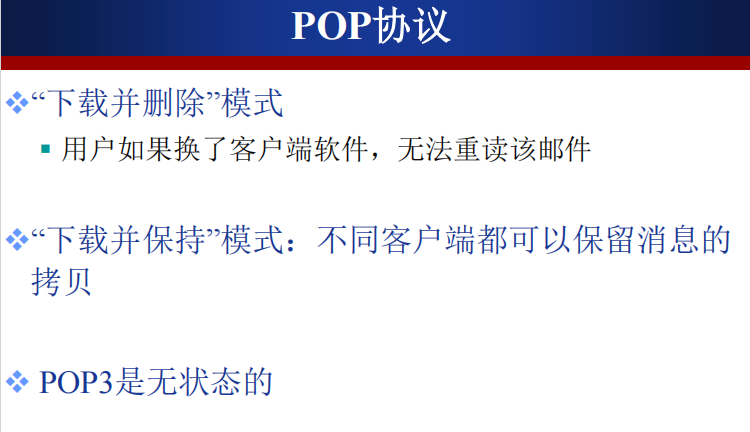 POP协议
“下载并删除”模式
用户如果换了客户端软件，无法重读该邮件
“下载并保持”模式：不同客户端都可以保留消息的
拷贝
POP3是无状态的